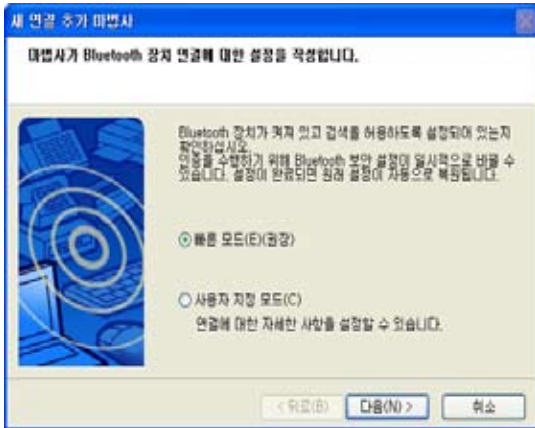 새 연결 추가 마법사
마법사가 Bluetooth 장치 연결에 대한 설정을 작성합니다.
Bluetooth 장치가 켜져 있고 검색을 허용하도록 설정되어 있는지
확인하십시오.
인증을 수행하기 위해 Bluetooth 보안 설정이 일시적으로 바뀔 수
있습니다. 설정이 완료되면 원래 설정이 자동으로 복원됩니다.
빠른 모드(E)(권장)
사용자 지정 모드(C)
연결에 대한 자세한 사항을 설정할 수 있습니다.
< 뒤로(B) 다음(N) > 취소